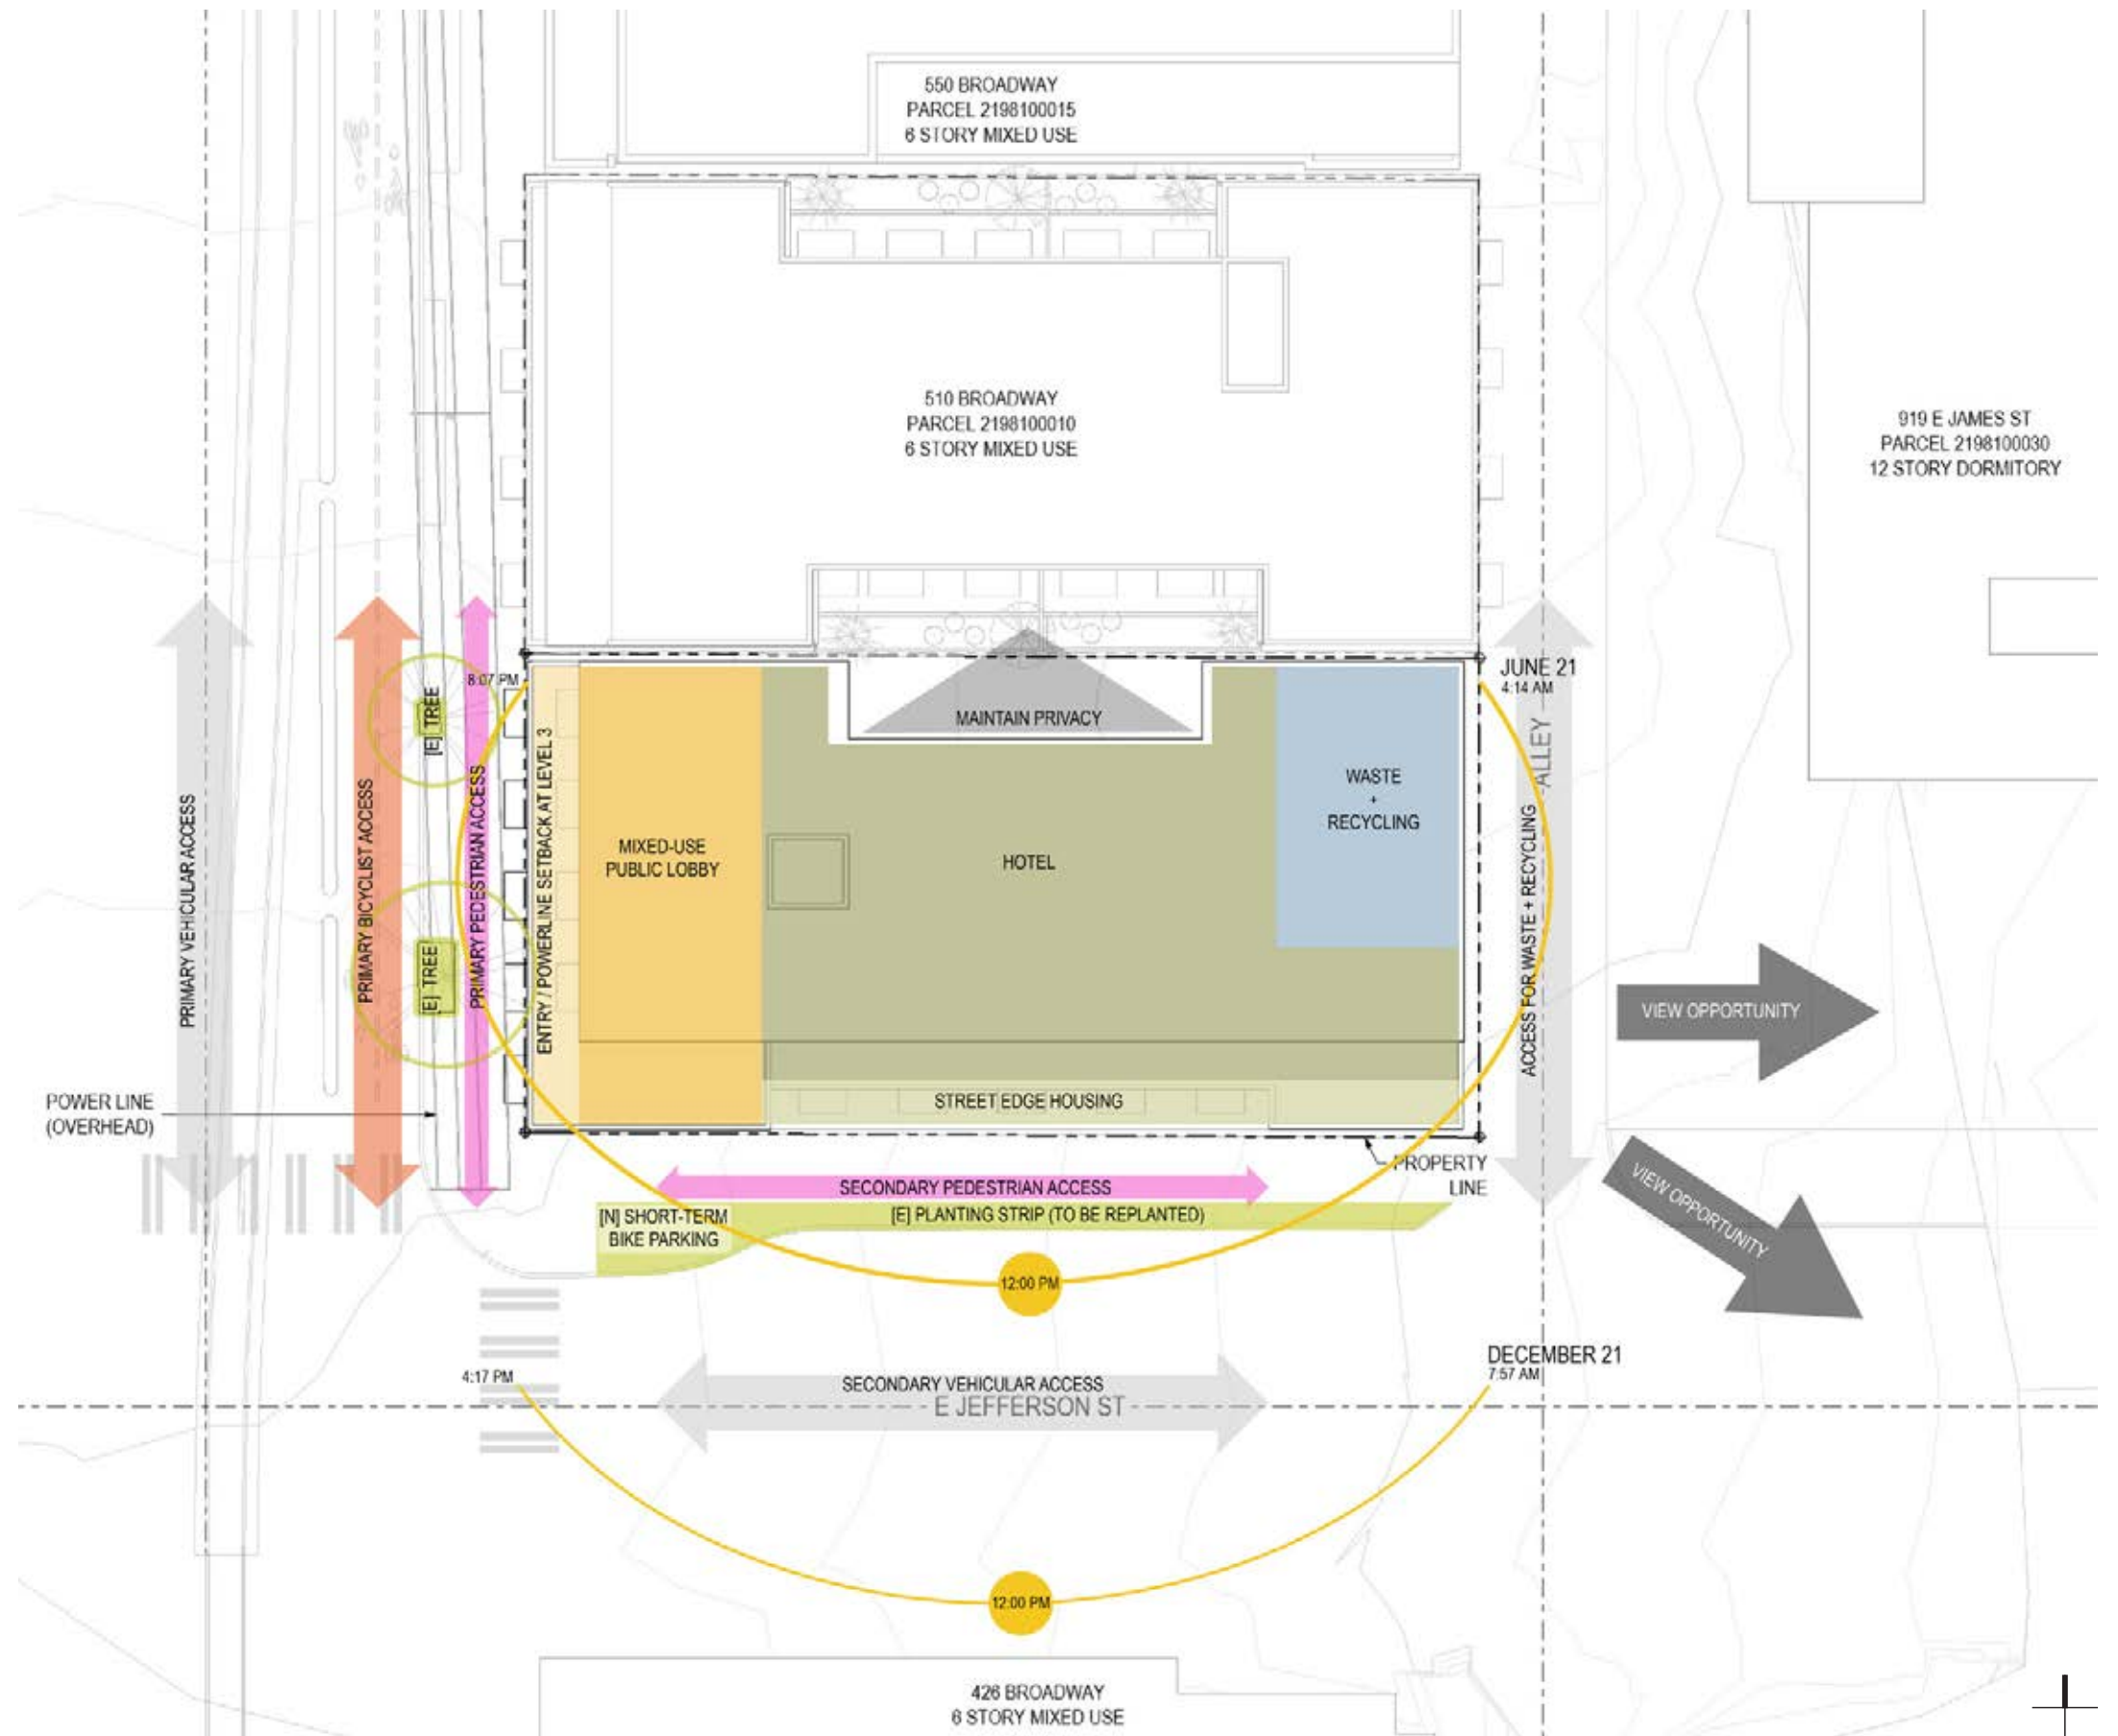 550 BROADWAY
PARCEL 2198100015
6 STORY MIXED USE
510 BROADWAY
PARCEL 2198100010
6 STORY MIXED USE
919 E JAMES ST
PARCEL 2198100030
12 STORY DORMITORY
8:07 PM
JUNE 21
4:14 AM
MAINTAIN PRIVACY
[E] TREE
[E] TREE
PRIMARY VEHICULAR ACCESS
PRIMARY BICYCLIST ACCESS
PRIMARY PEDESTRIAN ACCESS
ENTRY / POWERLINE SETBACK AT LEVEL 3
MIXED-USE
PUBLIC LOBBY
HOTEL
WASTE
+
RECYCLING
ALLEY
ACCESS FOR WASTE + RECYCLING
VIEW OPPORTUNITY
VIEW OPPORTUNITY
POWER LINE
(OVERHEAD)
STREET EDGE HOUSING
PROPERTY
LINE
SECONDARY PEDESTRIAN ACCESS
[N] SHORT-TERM
BIKE PARKING
[E] PLANTING STRIP (TO BE REPLANTED)
12:00 PM
4:17 PM
DECEMBER 21
7:57 AM
SECONDARY VEHICULAR ACCESS
E JEFFERSON ST
12:00 PM
426 BROADWAY
6 STORY MIXED USE